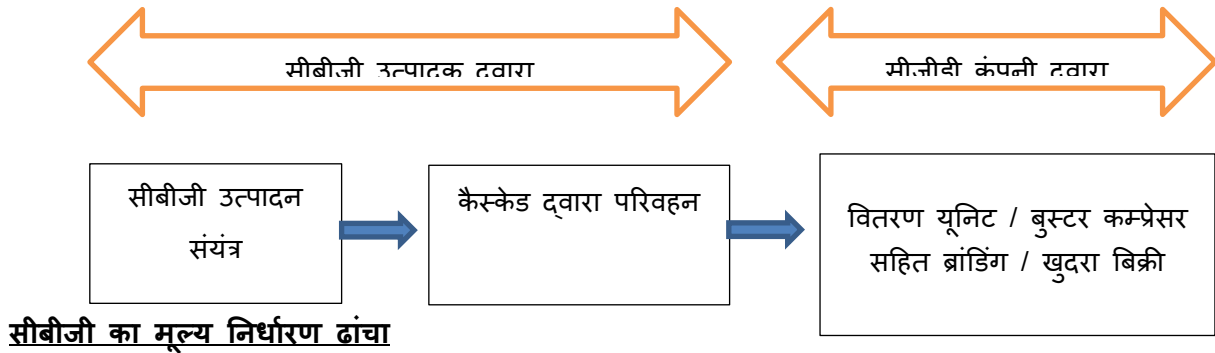 सीबीजी उत्पादक द्वारा
सीजीडी कंपनी द्वारा
सीबीजी उत्पादन
संयंत्र
कैस्केड द्वारा परिवहन
वितरण यूनिट / बुस्टर कम्प्रेसर
सहित ब्रांडिंग / खुदरा बिक्री
सीबीजी का मूल्य निर्धारण ढांचा